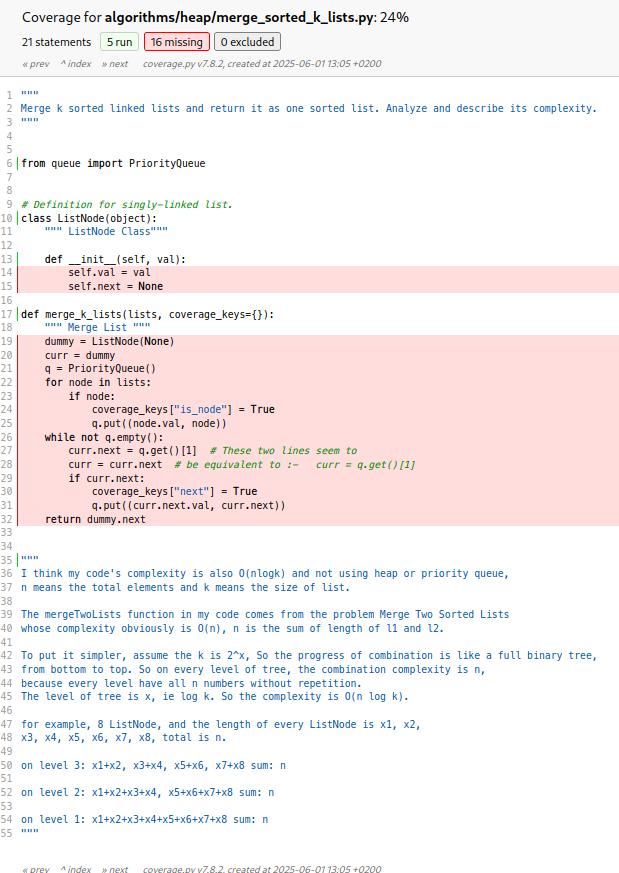 Coverage for algorithms/heap/merge_sorted_k_lists.py: 24%
21 statements 5 run 16 missing 0 excluded
« prev ^ index » next coverage.py v7.8.2, created at 2025-06-01 13:05 +0200
1 """
2 Merge k sorted linked lists and return it as one sorted list. Analyze and describe its complexity.
3 """
4
5
6 from queue import PriorityQueue
7
8
9 # Definition for singly-linked list.
10 class ListNode(object):
11     """ ListNode Class"""
12
13     def __init__(self, val):
14         self.val = val
15         self.next = None
16
17 def merge_k_lists(lists, coverage_keys={}):
18     """ Merge List """
19     dummy = ListNode(None)
20     curr = dummy
21     q = PriorityQueue()
22     for node in lists:
23         if node:
24             coverage_keys["is_node"] = True
25             q.put((node.val, node))
26     while not q.empty():
27         curr.next = q.get()[1]  # These two lines seem to
28         curr = curr.next  # be equivalent to :-   curr = q.get()[1]
29         if curr.next:
30             coverage_keys["next"] = True
31             q.put((curr.next.val, curr.next))
32     return dummy.next
33
34
35 """
36 I think my code's complexity is also O(nlogk) and not using heap or priority queue,
37 n means the total elements and k means the size of list.
38
39 The mergeTwoLists function in my code comes from the problem Merge Two Sorted Lists
40 whose complexity obviously is O(n), n is the sum of length of l1 and l2.
41
42 To put it simpler, assume the k is 2^x, So the progress of combination is like a full binary tree,
43 from bottom to top. So on every level of tree, the combination complexity is n,
44 because every level have all n numbers without repetition.
45 The level of tree is x, ie log k. So the complexity is O(n log k).
46
47 for example, 8 ListNode, and the length of every ListNode is x1, x2,
48 x3, x4, x5, x6, x7, x8, total is n.
49
50 on level 3: x1+x2, x3+x4, x5+x6, x7+x8 sum: n
51
52 on level 2: x1+x2+x3+x4, x5+x6+x7+x8 sum: n
53
54 on level 1: x1+x2+x3+x4+x5+x6+x7+x8 sum: n
55 """
« prev ^ index » next coverage.py v7.8.2, created at 2025-06-01 13:05 +0200